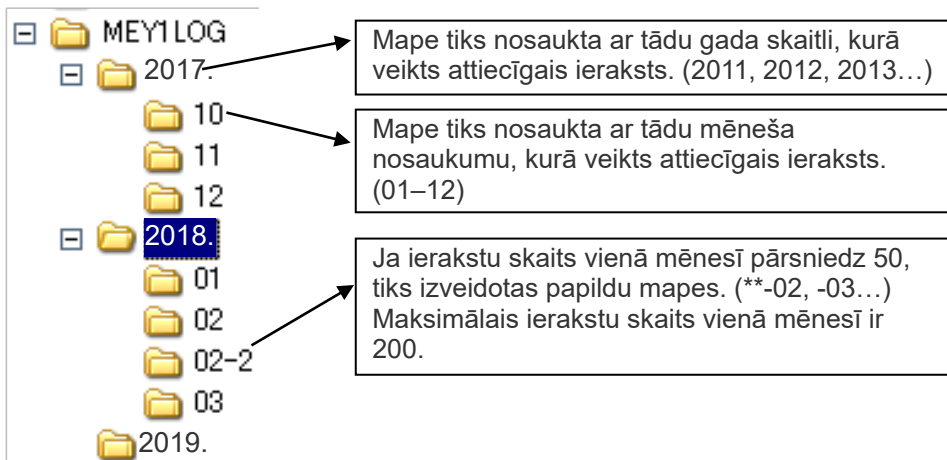 MEY1LOG
2017.
10
11
12
2018.
01
02
02-2
03
2019.
Mape tiks nosaukta ar tādu gada skaitli, kurā
veikts attiecīgais ieraksts. (2011, 2012, 2013…)
Mape tiks nosaukta ar tādu mēneša
nosaukumu, kurā veikts attiecīgais ieraksts.
(01–12)
Ja ierakstu skaits vienā mēnesī pārsniedz 50,
tiks izveidotas papildu mapes. (**-02, -03…)
Maksimālais ierakstu skaits vienā mēnesī ir
200.